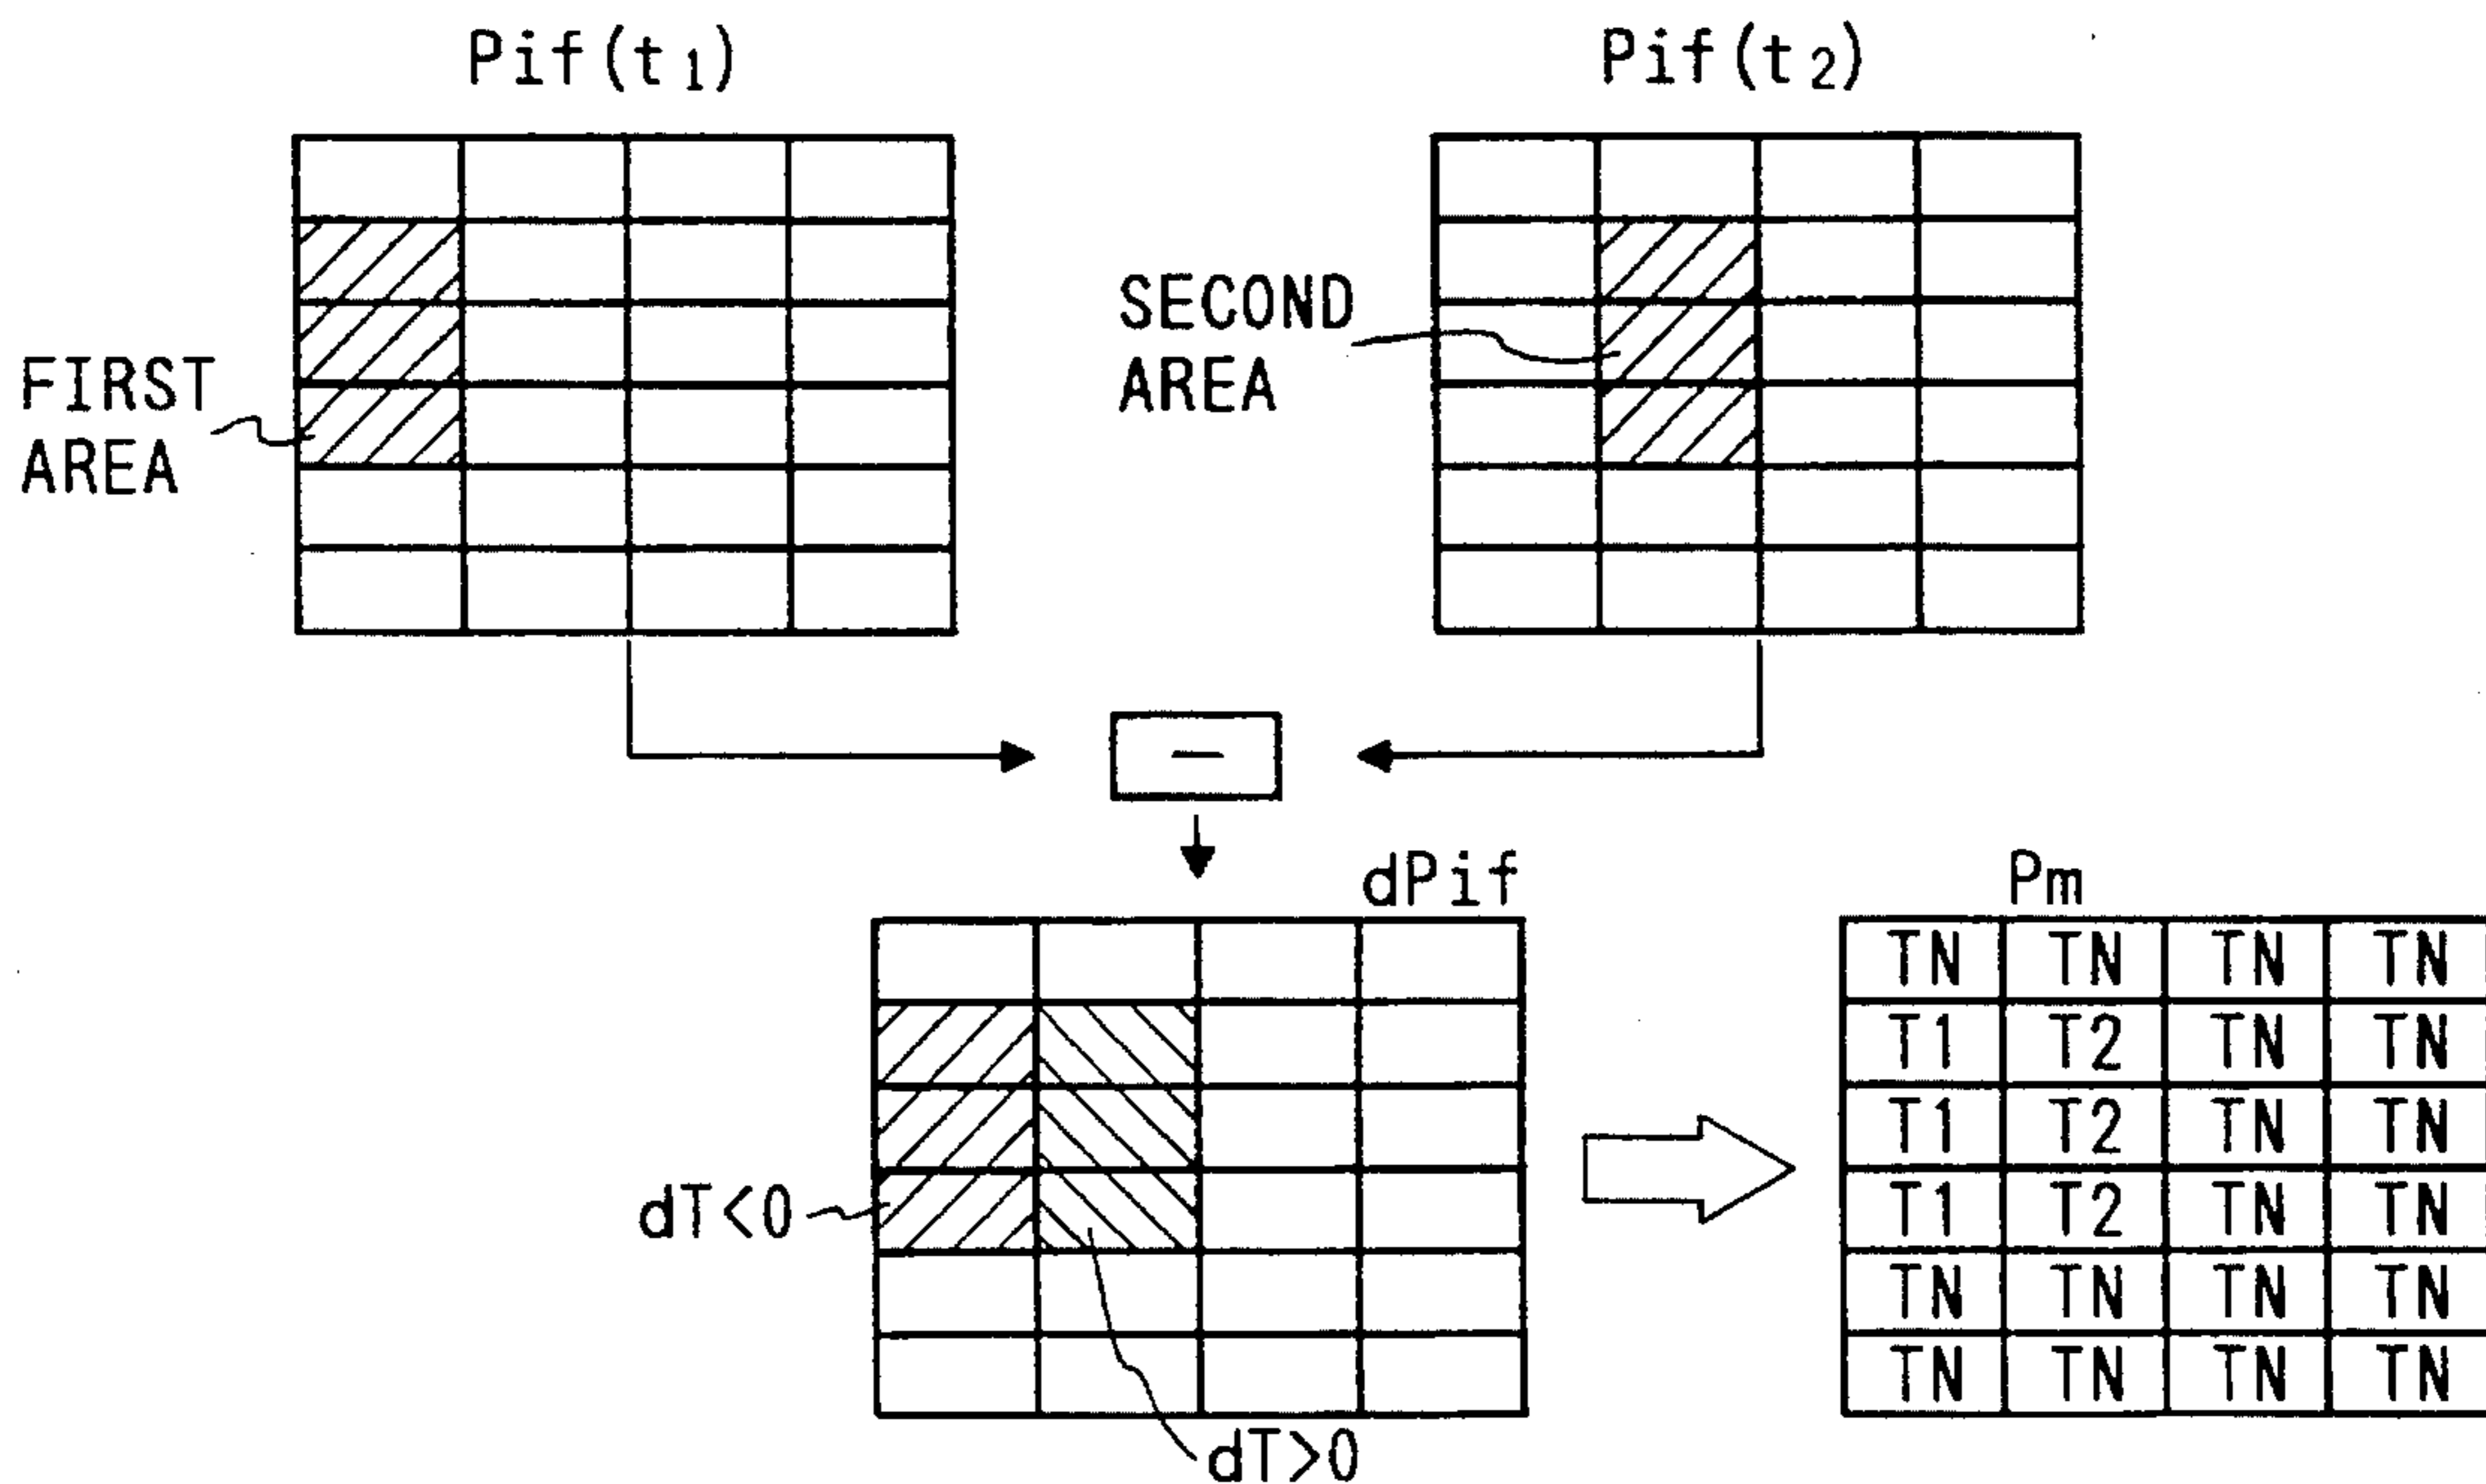 Pif(t1)
Pif(t2)
FIRST
AREA
SECOND
AREA
−
dPif
Pm
dT<0
dT>0
TN TN TN TN
T1 T2 TN TN
T1 T2 TN TN
T1 T2 TN TN
TN TN TN TN
TN TN TN TN